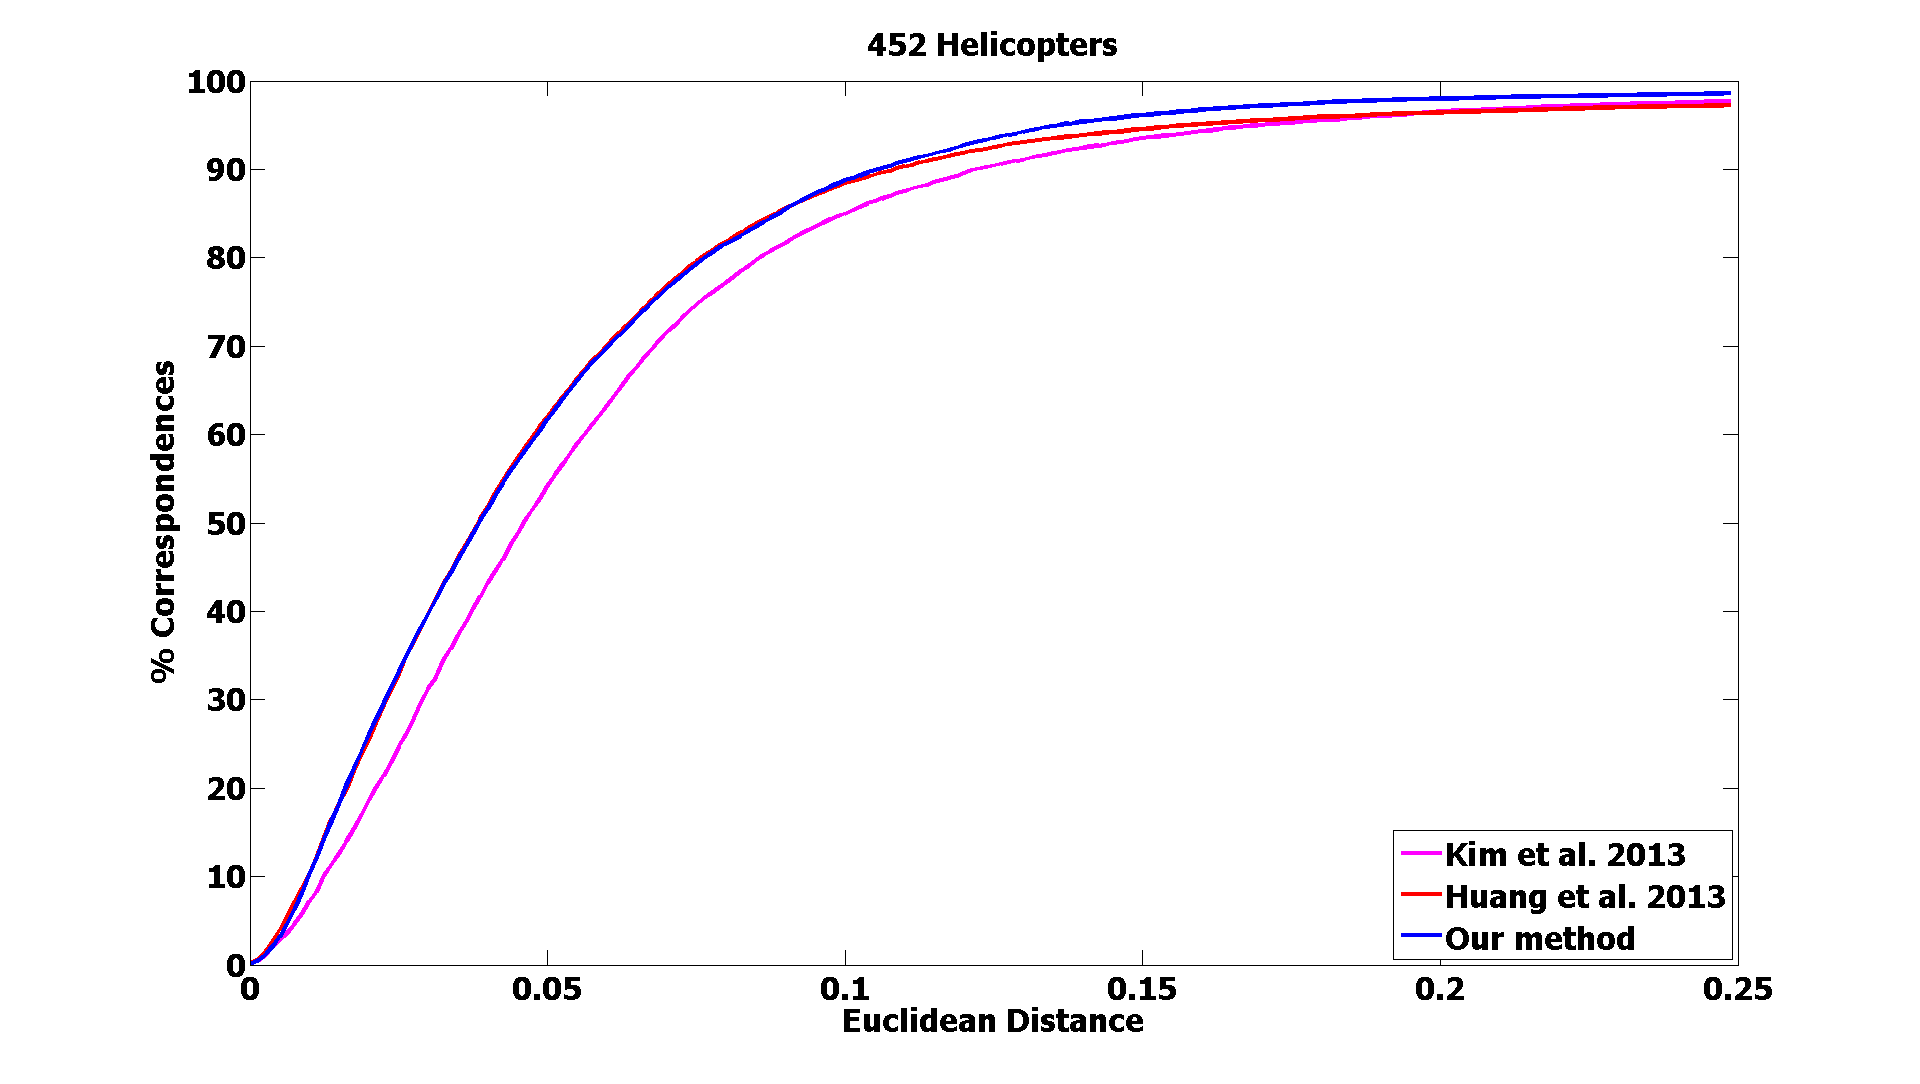 452 Helicopters
100
90
80
70
60
50
40
30
20
10
0
% Correspondences
0 0.05 0.1 0.15 0.2 0.25
Euclidean Distance
Kim et al. 2013
Huang et al. 2013
Our method